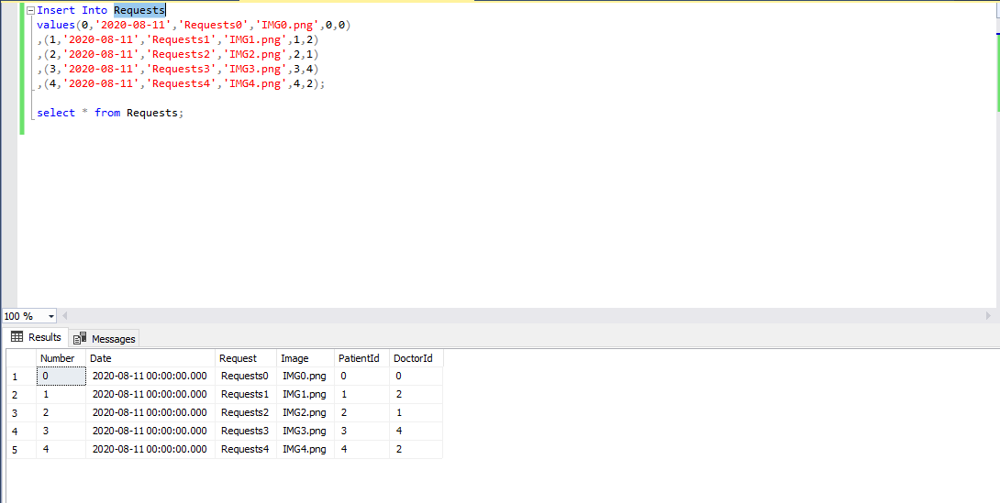 Insert Into Requests
values(0,'2020-08-11','Requests0','IMG0.png',0,0)
,(1,'2020-08-11','Requests1','IMG1.png',1,2)
,(2,'2020-08-11','Requests2','IMG2.png',2,1)
,(3,'2020-08-11','Requests3','IMG3.png',3,4)
,(4,'2020-08-11','Requests4','IMG4.png',4,2);
select * from Requests;
100 %
Results Messages
Number Date Request Image PatientId DoctorId
1 0 2020-08-11 00:00:00.000 Requests0 IMG0.png 0 0
2 1 2020-08-11 00:00:00.000 Requests1 IMG1.png 1 2
3 2 2020-08-11 00:00:00.000 Requests2 IMG2.png 2 1
4 3 2020-08-11 00:00:00.000 Requests3 IMG3.png 3 4
5 4 2020-08-11 00:00:00.000 Requests4 IMG4.png 4 2